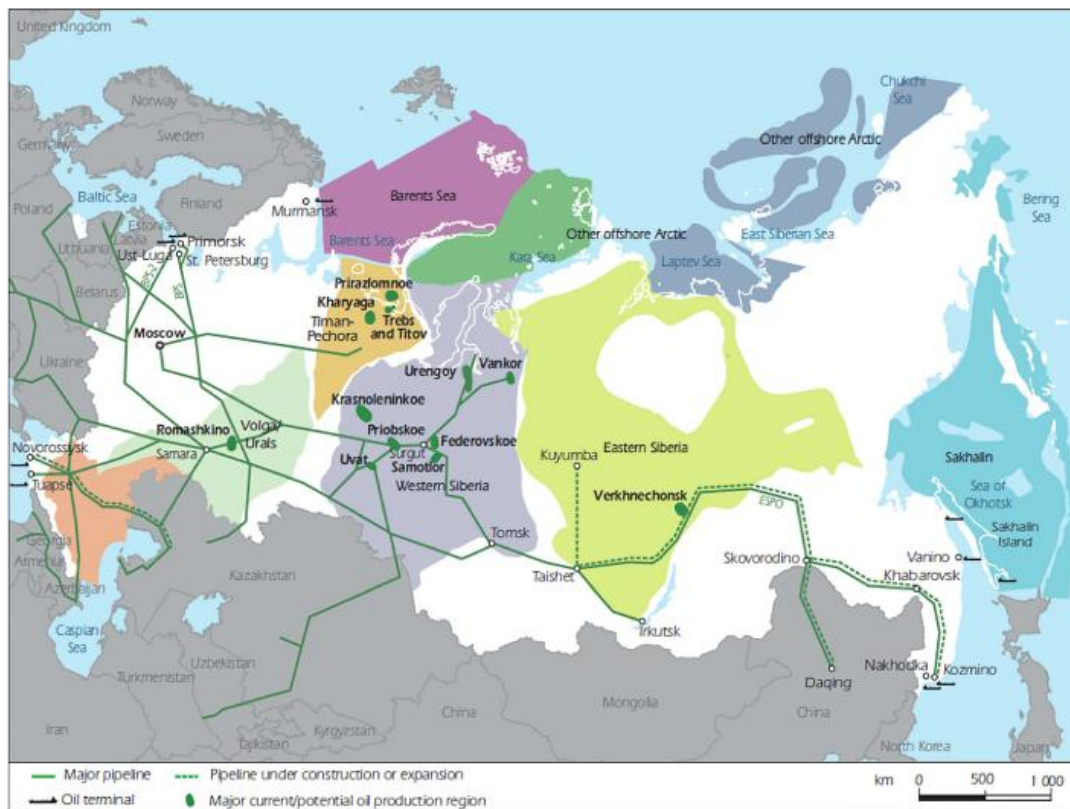 United Kingdom
Norway
Sweden
Finland
Germany
Baltic Sea
Poland
Estonia
Latvia
Lithuania
Belarus
Ukraine
Murmansk
Primorsk
Ust-Luga
St. Petersburg
BPS-2
BPS
Moscow
Barents Sea
Barents Sea
Kara Sea
Other offshore Arctic
Other offshore Arctic
Chukchi
Sea
East Siberian Sea
Laptev Sea
Bering
Sea
Prirazlomnoe
Kharyaga
Timan-
Pechora
Trebs
and Titov
Urengoy
Vankor
Krasnoleninkoe
Priobskoe
Surgut
Federovskoe
Uvat
Samotlor
Western Siberia
Romashkino
Volga/
Urals
Samara
Novorossiysk
Tuapse
Georgia
Azerbaijan
Caspian
Sea
Kazakhstan
Uzbekistan
Turkmenistan
Iran
Tajikistan
Kyrgyzstan
China
Mongolia
Tomsk
Taishet
Irkutsk
Kuyumba
Eastern Siberia
Verkhnechonsk
ESPO
Skovorodino
Daqing
China
Sakhalin
Sea of
Okhotsk
Sakhalin
Island
Vanino
Khabarovsk
Nakhodka
Kozmino
North Korea
Japan
Major pipeline
Pipeline under construction or expansion
Oil terminal
Major current/potential oil production region
km
0
500
1 000